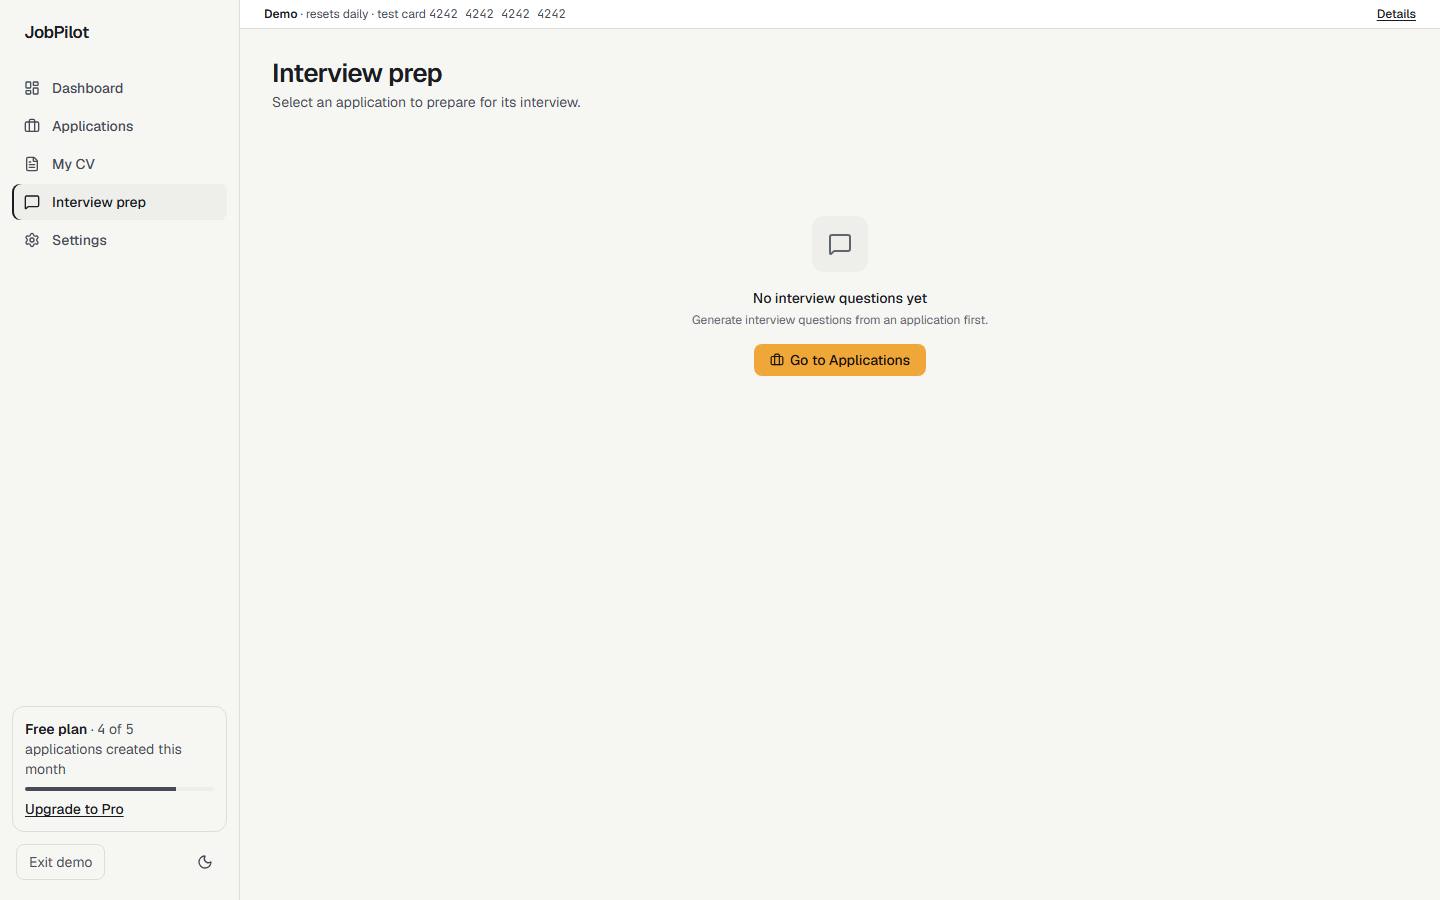 JobPilot
Dashboard
Applications
My CV
Interview prep
Settings
Free plan · 4 of 5
applications created this
month
Upgrade to Pro
Exit demo
Demo · resets daily · test card 4242 4242 4242 4242
Details
Interview prep
Select an application to prepare for its interview.
No interview questions yet
Generate interview questions from an application first.
Go to Applications